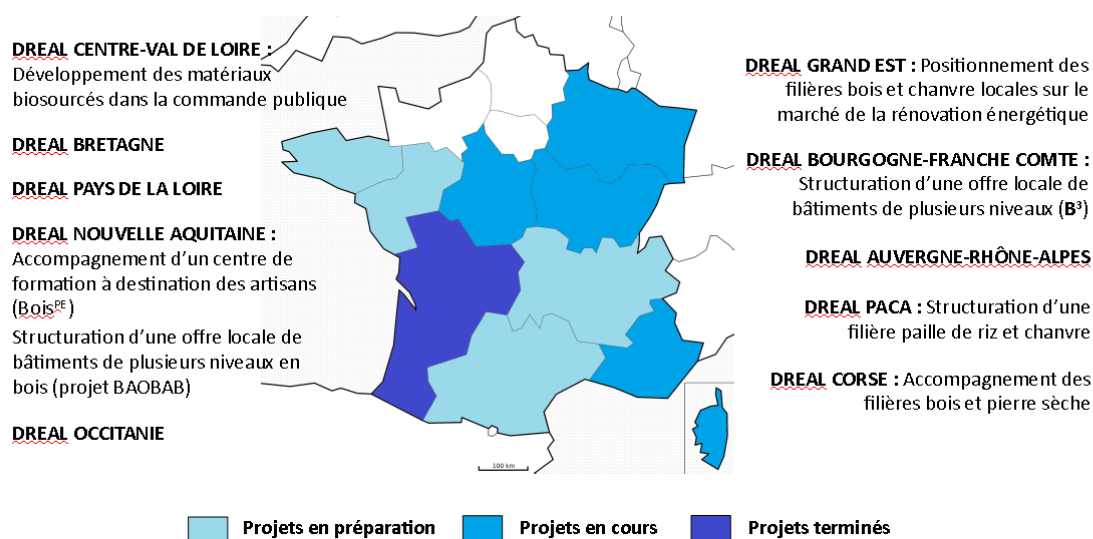 DREAL CENTRE-VAL DE LOIRE :
Développement des matériaux
biosourcés dans la commande publique
DREAL BRETAGNE
DREAL PAYS DE LA LOIRE
DREAL NOUVELLE AQUITAINE :
Accompagnement d’un centre de
formation à destination des artisans
(Boisᴾᴱ)
Structuration d’une offre locale de
bâtiments de plusieurs niveaux en
bois (projet BAOBAB)
DREAL OCCITANIE
DREAL GRAND EST : Positionnement des
filières bois et chanvre locales sur le
marché de la rénovation énergétique
DREAL BOURGOGNE-FRANCHE COMTE :
Structuration d’une offre locale de
bâtiments de plusieurs niveaux (B³)
DREAL AUVERGNE-RHÔNE-ALPES
DREAL PACA : Structuration d’une
filière paille de riz et chanvre
DREAL CORSE : Accompagnement des
filières bois et pierre sèche
100 km
Projets en préparation
Projets en cours
Projets terminés